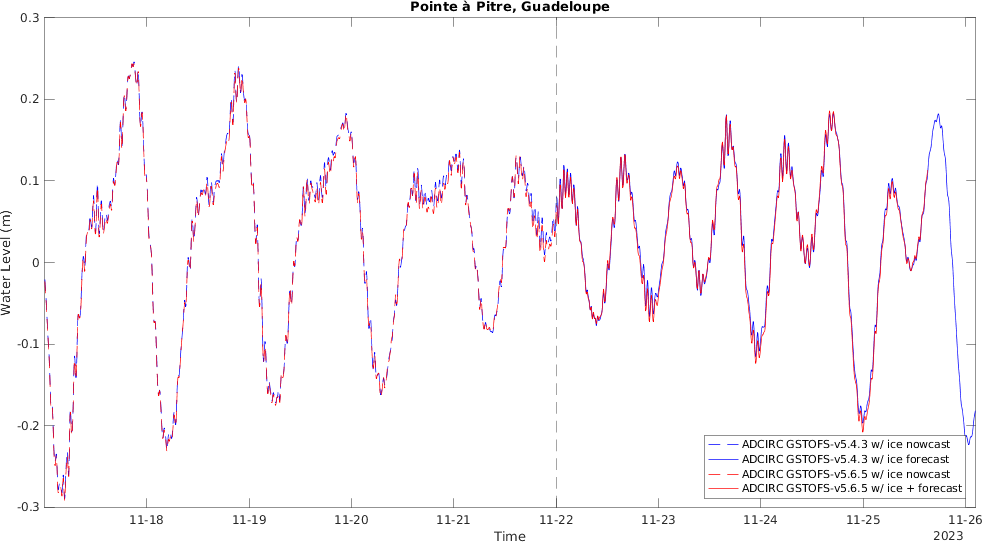 Pointe à Pitre, Guadeloupe
0.3
0.2
0.1
0
-0.1
-0.2
-0.3
Water Level (m)
ADCIRC GSTOFS-v5.4.3 w/ ice nowcast
ADCIRC GSTOFS-v5.4.3 w/ ice forecast
ADCIRC GSTOFS-v5.6.5 w/ ice nowcast
ADCIRC GSTOFS-v5.6.5 w/ ice + forecast
11-18 11-19 11-20 11-21 11-22 11-23 11-24 11-25 11-26
Time
2023